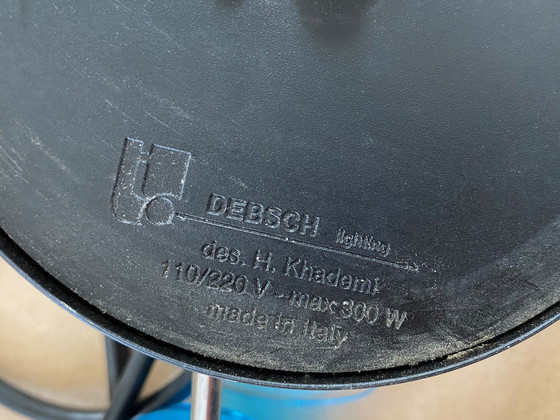 DEBSCH lighting
des. H. Khademi
110/220 V - max 300 W
made in Italy